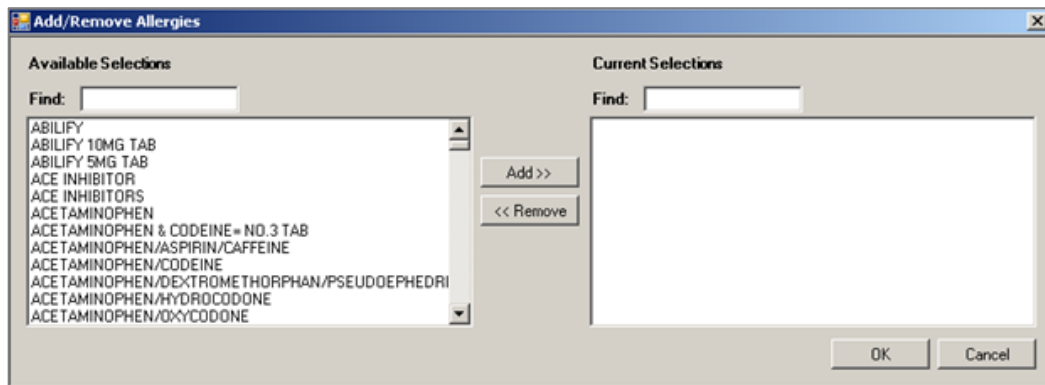 Add/Remove Allergies
Available Selections
Find:
ABILIFY
ABILIFY 10MG TAB
ABILIFY 5MG TAB
ACE INHIBITOR
ACE INHIBITORS
ACETAMINOPHEN
ACETAMINOPHEN & CODEINE= NO.3 TAB
ACETAMINOPHEN/ASPIRIN/CAFFEINE
ACETAMINOPHEN/CODEINE
ACETAMINOPHEN/DEXTROMETHORPHAN/PSEUDOEPHEDRI
ACETAMINOPHEN/HYDROCODONE
ACETAMINOPHEN/OXYCODONE
Add >>
<< Remove
Current Selections
Find:
OK
Cancel